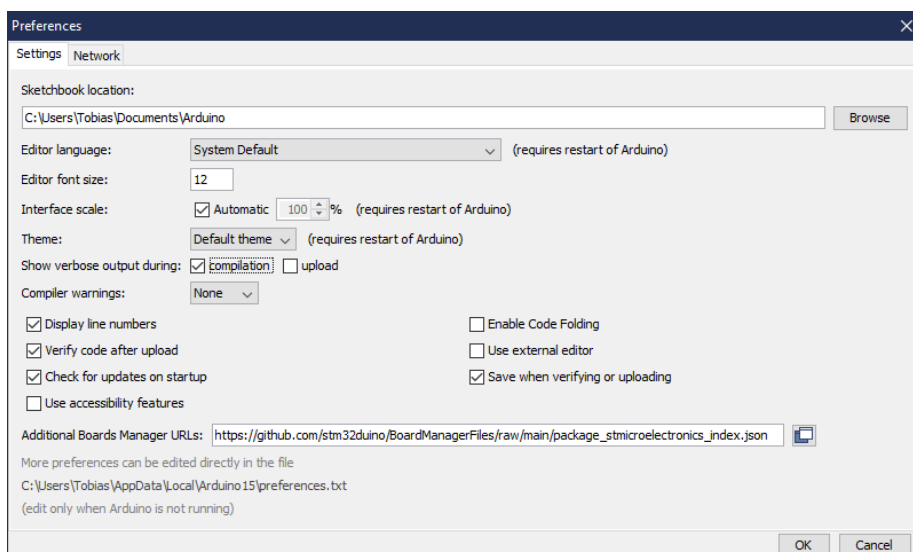 Preferences
Settings Network
Sketchbook location:
C:\Users\Tobias\Documents\Arduino Browse
Editor language: System Default (requires restart of Arduino)
Editor font size: 12
Interface scale: Automatic 100 % (requires restart of Arduino)
Theme: Default theme (requires restart of Arduino)
Show verbose output during: compilation upload
Compiler warnings: None
Display line numbers Enable Code Folding
Verify code after upload Use external editor
Check for updates on startup Save when verifying or uploading
Use accessibility features
Additional Boards Manager URLs: https://github.com/stm32duino/BoardManagerFiles/raw/main/package_stmicroelectronics_index.json
More preferences can be edited directly in the file
C:\Users\Tobias\AppData\Local\Arduino15\preferences.txt
(edit only when Arduino is not running)
OK Cancel